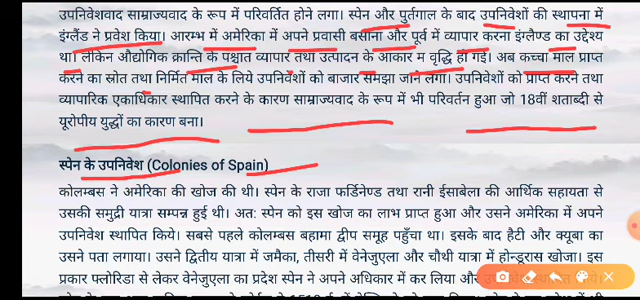 उपनिवेशवाद साम्राज्यवाद के रूप में परिवर्तित होने लगा। स्पेन और पुर्तगाल के बाद उपनिवेशों की स्थापना में
इंग्लैंड ने प्रवेश किया। आरम्भ में अमेरिका में अपने प्रवासी बसाना और पूर्व में व्यापार करना इंग्लैण्ड का उद्देश्य
था। लेकिन औद्योगिक क्रान्ति के पश्चात व्यापार तथा उत्पादन के आकार में वृद्धि हो गई। अब कच्चा माल प्राप्त
करने का स्रोत तथा निर्मित माल के लिये उपनिवेशों को बाजार समझा जाने लगा। उपनिवेशों को प्राप्त करने तथा
व्यापारिक एकाधिकार स्थापित करने के कारण साम्राज्यवाद के रूप में भी परिवर्तन हुआ जो 18वीं शताब्दी से
यूरोपीय युद्धों का कारण बना।
स्पेन के उपनिवेश (Colonies of Spain)
कोलम्बस ने अमेरिका की खोज की थी। स्पेन के राजा फर्डिनेण्ड तथा रानी ईसाबेला की आर्थिक सहायता से
उसकी समुद्री यात्रा सम्पन्न हुई थी। अत: स्पेन को इस खोज का लाभ प्राप्त हुआ और उसने अमेरिका में अपने
उपनिवेश स्थापित किये। सबसे पहले कोलम्बस बहामा द्वीप समूह पहुँचा था। इसके बाद हैटी और क्यूबा का
उसने पता लगाया। उसने द्वितीय यात्रा में जमैका, तीसरी में वेनेजुएला और चौथी यात्रा में होन्डूरास खोजा। इस
प्रकार फ्लोरिडा से लेकर वेनेजुएला का प्रदेश स्पेन ने अपने अधिकार में कर लिया और